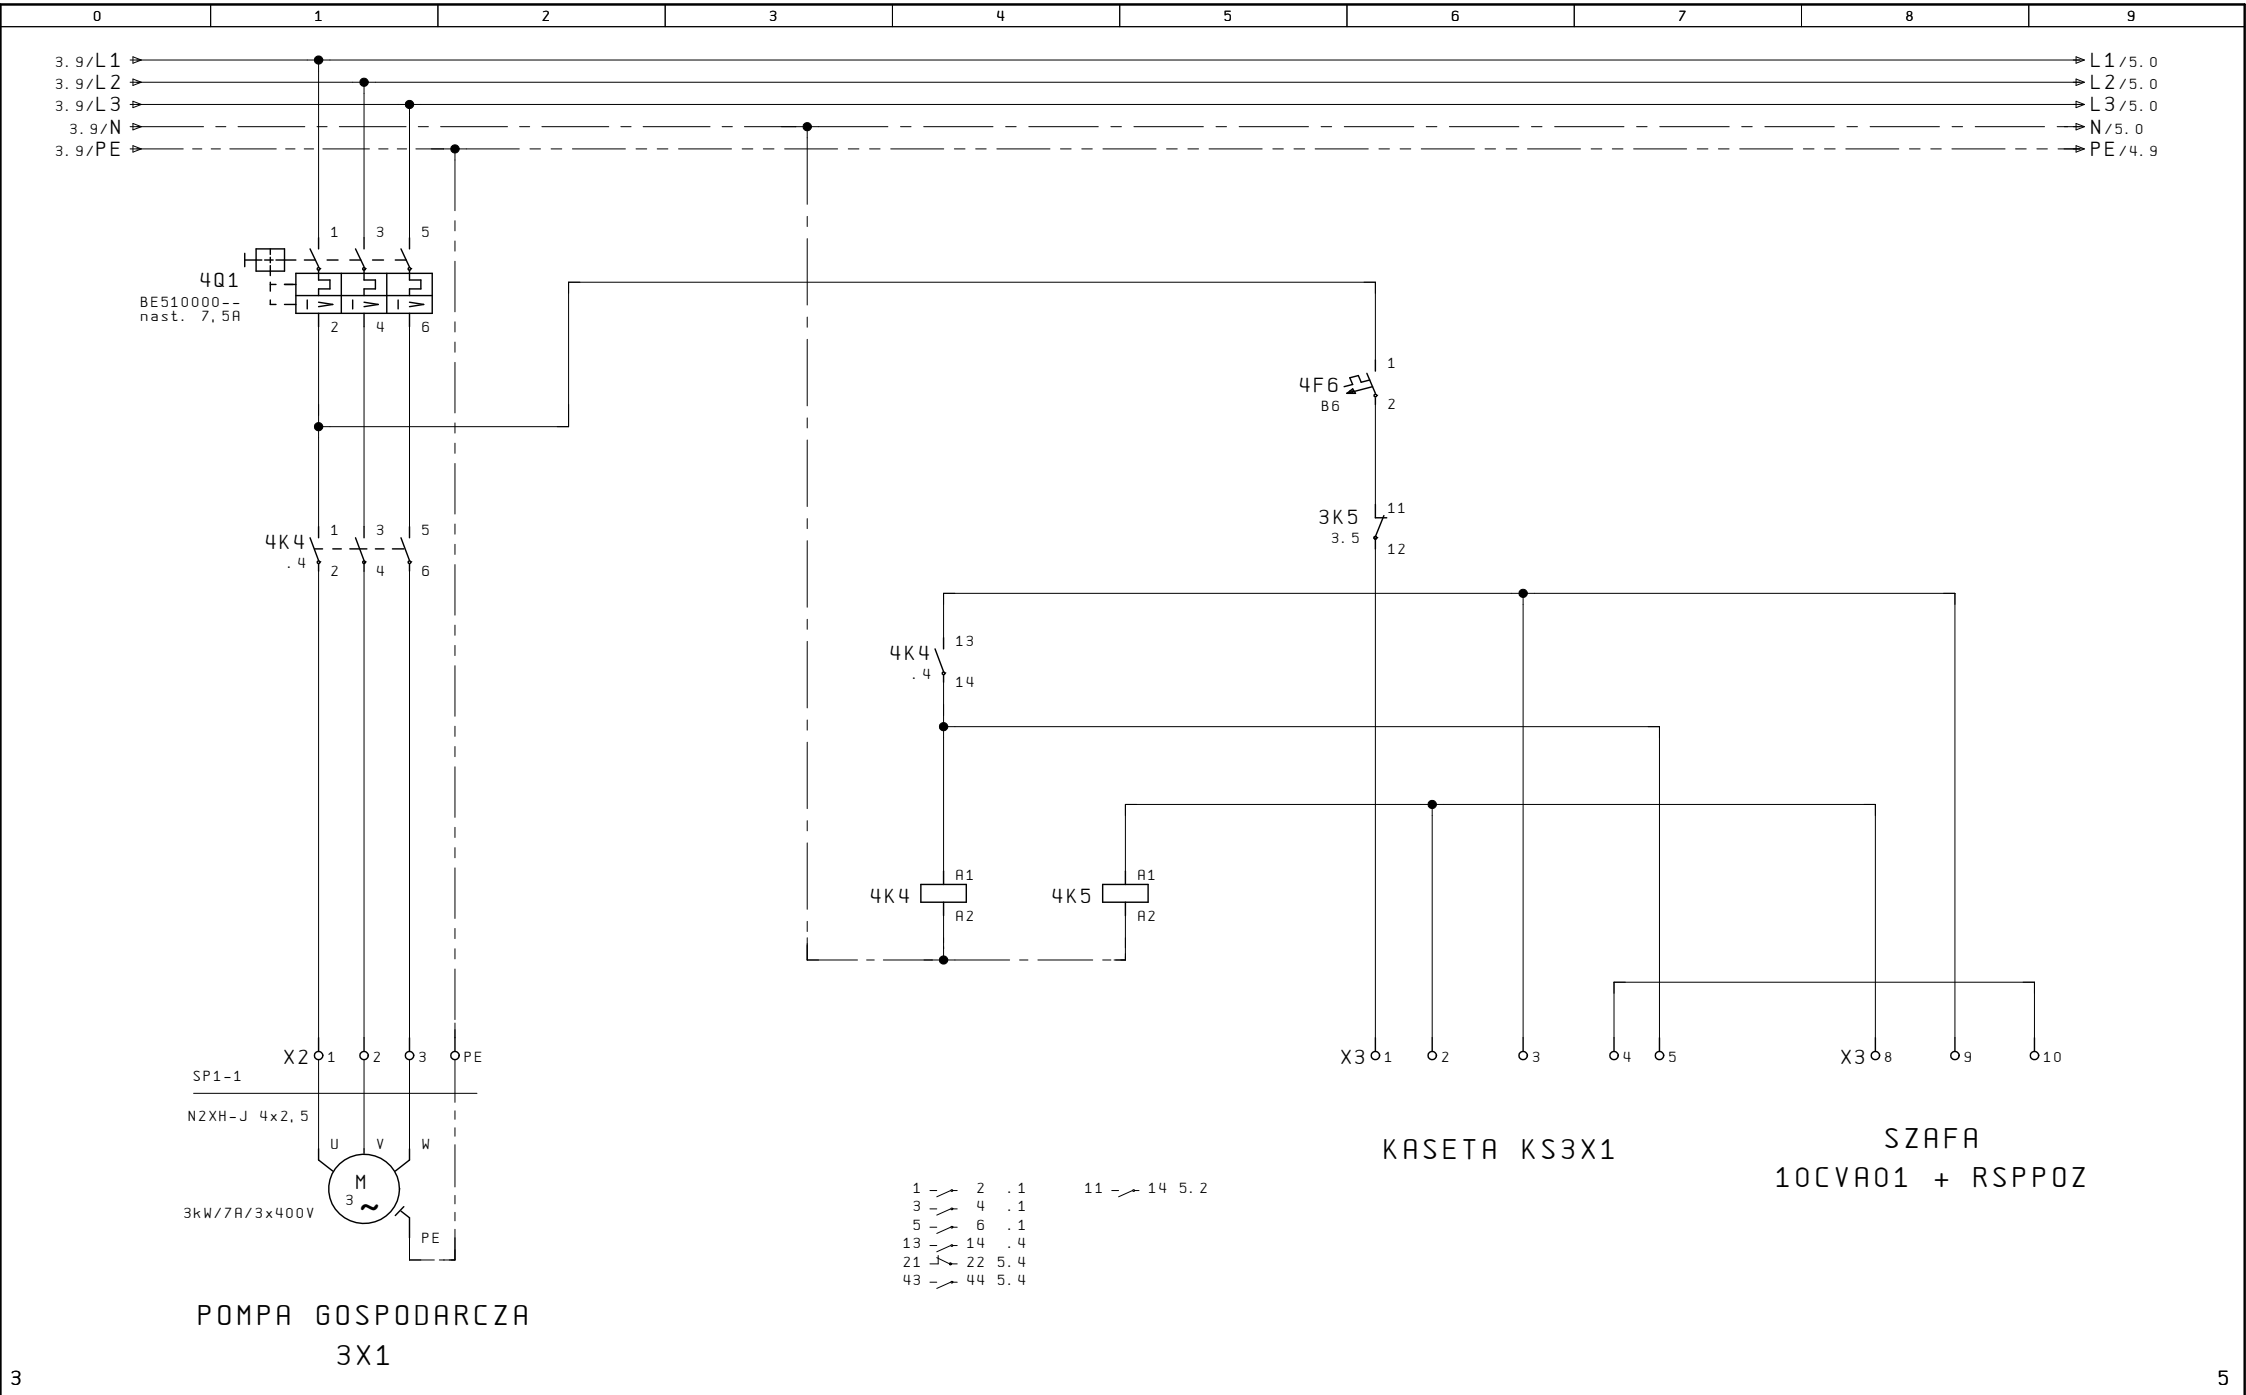 0 1 2 3 4 5 6 7 8 9
3.9/L1 L1/5.0
3.9/L2 L2/5.0
3.9/L3 L3/5.0
3.9/N N/5.0
3.9/PE PE/4.9
1 3 5
4Q1
BE510000--
nast. 7,5A
2 4 6
1
4F6
B6 2
11
3K5
3.5
12
1 3 5
4K4
.4 2 4 6
13
4K4
.4 14
A1 A1
4K4 4K5
A2 A2
X2 1 2 3 PE
X3 1 2 3 4 5
X3 8 9 10
SP1-1
N2XH-J 4x2,5
U V W
M
3 ~
3kW/7A/3x400V
PE
KASETA KS3X1
SZAFA
10CVA01 + RSPPOZ
1 2 .1
3 4 .1
5 6 .1
13 14 .4
21 22 5.4
43 44 5.4
11 14 5.2
POMPA GOSPODARCZA
3X1
3 5